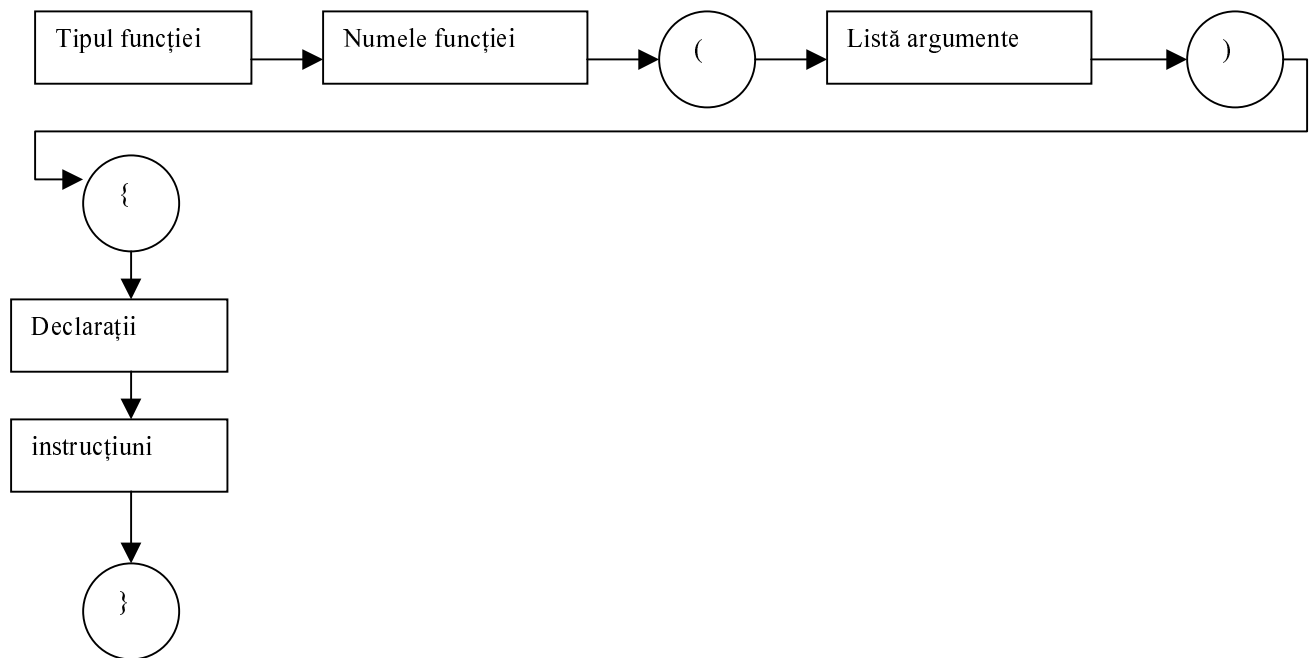 Tipul funcției
Numele funcției
(
Listă argumente
)
{
Declarații
instrucțiuni
}